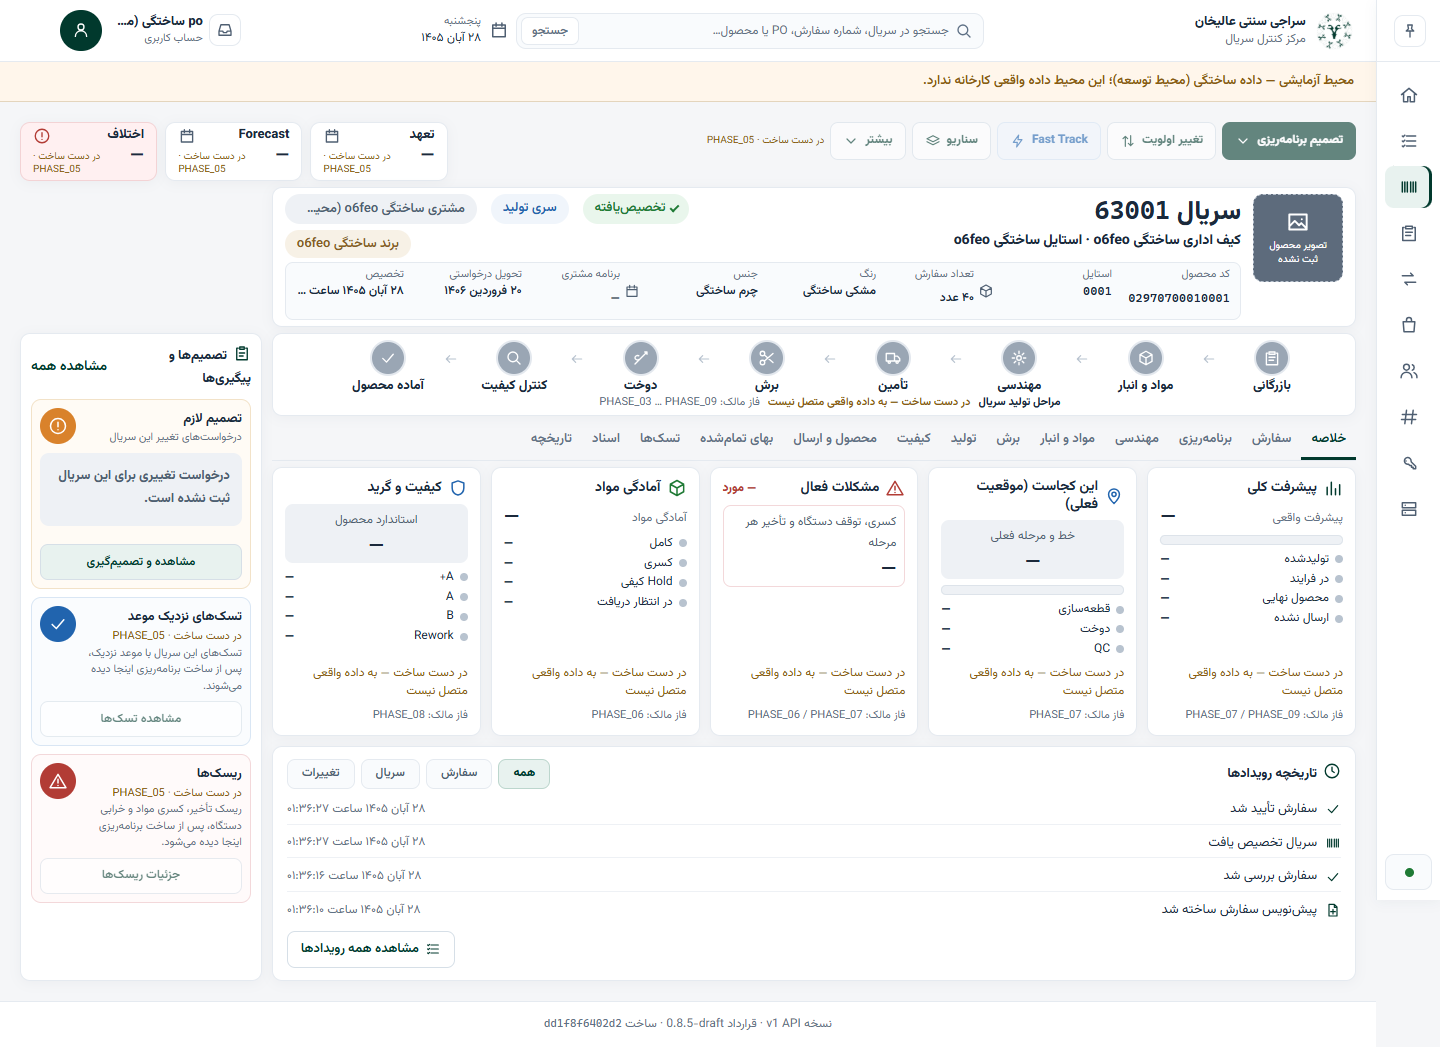 سراجی سنتی عالیخان
مرکز کنترل سریال
جستجو در سریال، شماره سفارش، PO یا محصول...
جستجو
پنجشنبه
۲۸ آبان ۱۴۰۵
po ساختگی (م...
حساب کاربری
محیط آزمایشی — داده ساختگی (محیط توسعه)؛ این محیط داده واقعی کارخانه ندارد.
تصمیم برنامه‌ریزی
تغییر اولویت
Fast Track
سناریو
بیشتر
در دست ساخت · PHASE_05
تعهد
—
در دست ساخت ·
PHASE_05
Forecast
—
در دست ساخت ·
PHASE_05
اختلاف
—
در دست ساخت ·
PHASE_05
تصویر محصول
ثبت نشده
سریال 63001
تخصیص‌یافته
سری تولید
مشتری ساختگی o6feo (محیـ...
کیف اداری ساختگی o6feo · استایل ساختگی o6feo
برند ساختگی o6feo
کد محصول
02970700010001
استایل
0001
تعداد سفارش
۴۰ عدد
رنگ
مشکی ساختگی
جنس
چرم ساختگی
برنامه مشتری
—
تحویل درخواستی
۲۰ فروردین ۱۴۰۶
تخصیص
۲۸ آبان ۱۴۰۵ ساعت ...
بازرگانی
مواد و انبار
مهندسی
تأمین
برش
دوخت
کنترل کیفیت
آماده محصول
مراحل تولید سریال در دست ساخت — به داده واقعی متصل نیست فاز مالک: PHASE_03 … PHASE_09
خلاصه
سفارش
برنامه‌ریزی
مهندسی
مواد و انبار
برش
تولید
کیفیت
محصول و ارسال
بهای تمام‌شده
تسک‌ها
اسناد
تاریخچه
پیشرفت کلی
پیشرفت واقعی
—
تولیدشده —
در فرایند —
محصول نهایی —
ارسال نشده —
در دست ساخت — به داده واقعی
متصل نیست
فاز مالک: PHASE_07 / PHASE_09
این کجاست (موقعیت
فعلی)
خط و مرحله فعلی
—
قطعه‌سازی —
دوخت —
QC —
در دست ساخت — به داده واقعی
متصل نیست
فاز مالک: PHASE_07
مشکلات فعال
— مورد
کسری، توقف دستگاه و تأخیر هر
مرحله
—
در دست ساخت — به داده واقعی
متصل نیست
فاز مالک: PHASE_06 / PHASE_07
آمادگی مواد
آمادگی مواد
—
کامل —
کسری —
Hold کیفی —
در انتظار دریافت —
در دست ساخت — به داده واقعی
متصل نیست
فاز مالک: PHASE_06
کیفیت و گرید
استاندارد محصول
—
A+ —
A —
B —
Rework —
در دست ساخت — به داده واقعی
متصل نیست
فاز مالک: PHASE_08
تاریخچه رویدادها
همه
سفارش
سریال
تغییرات
سفارش تأیید شد
۲۸ آبان ۱۴۰۵ ساعت ۰۱:۳۶:۲۷
سریال تخصیص یافت
۲۸ آبان ۱۴۰۵ ساعت ۰۱:۳۶:۲۷
سفارش بررسی شد
۲۸ آبان ۱۴۰۵ ساعت ۰۱:۳۶:۱۶
پیش‌نویس سفارش ساخته شد
۲۸ آبان ۱۴۰۵ ساعت ۰۱:۳۶:۱۰
مشاهده همه رویدادها
تصمیم‌ها و
پیگیری‌ها
مشاهده همه
تصمیم لازم
درخواست‌های تغییر این سریال
درخواست تغییری برای این سریال
ثبت نشده است.
مشاهده و تصمیم‌گیری
تسک‌های نزدیک موعد
در دست ساخت · PHASE_05
تسک‌های این سریال با موعد نزدیک،
پس از ساخت برنامه‌ریزی اینجا دیده
می‌شوند.
مشاهده تسک‌ها
ریسک‌ها
در دست ساخت · PHASE_05
ریسک تأخیر، کسری مواد و خرابی
دستگاه، پس از ساخت برنامه‌ریزی
اینجا دیده می‌شود.
جزئیات ریسک‌ها
نسخه v1 API · قرارداد 0.8.5-draft · ساخت dd1f8f6402d2